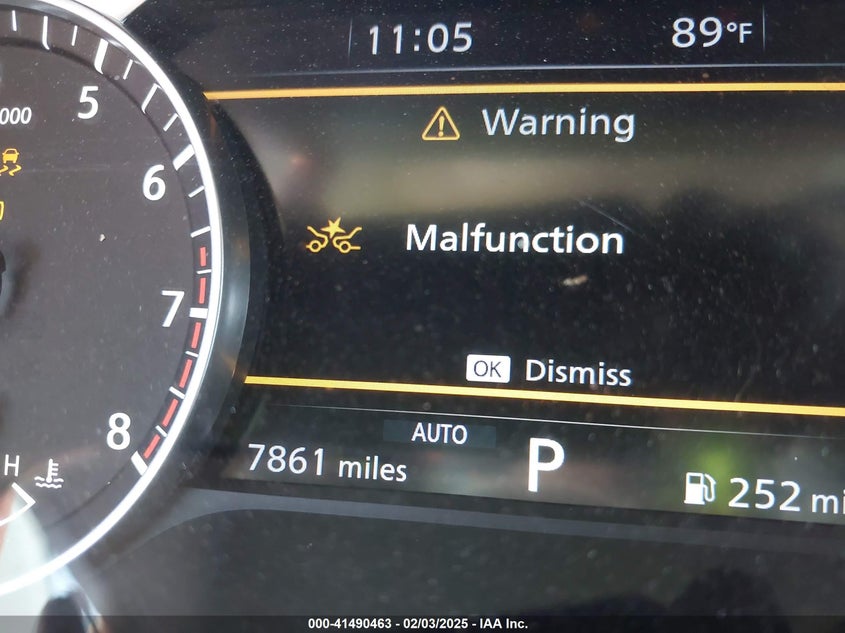 11:05 89°F
5
000
Warning
6
Malfunction
7
OK Dismiss
8
AUTO
7861 miles P 252 mi
H
000-41490463 - 02/03/2025 - IAA Inc.